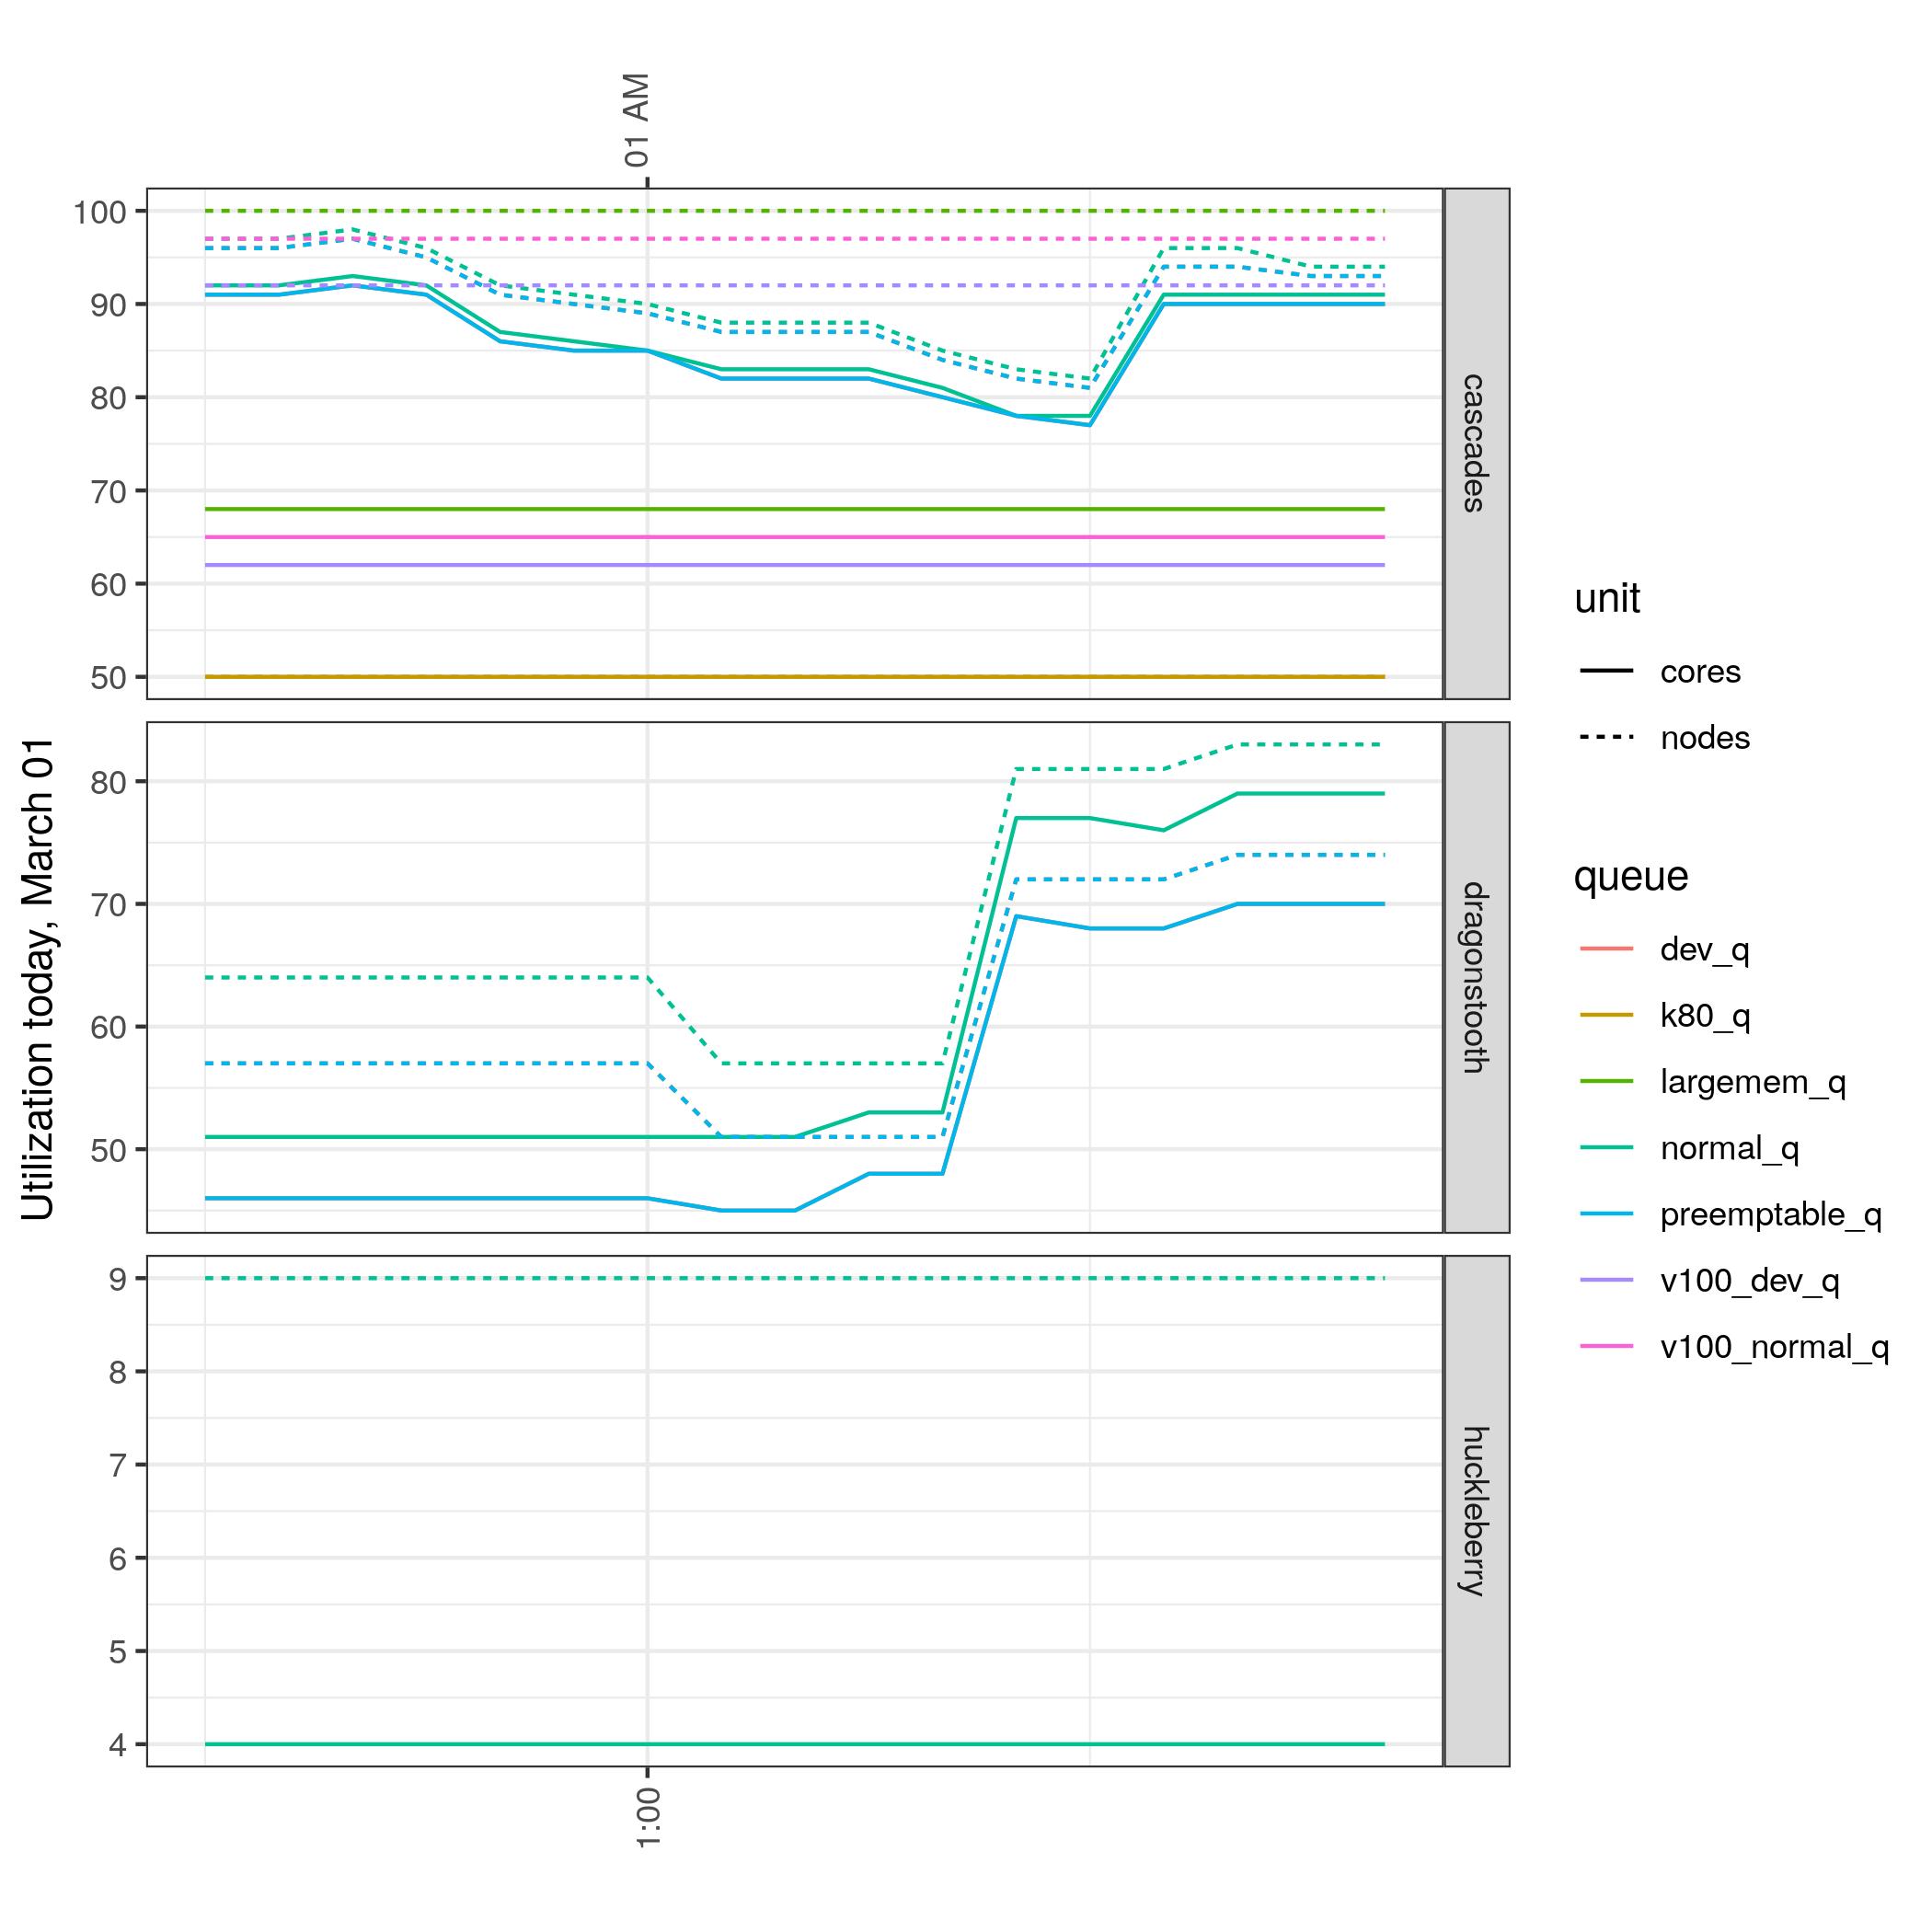 01 AM
100
90
80
70
60
50
cascades
80
70
60
50
dragonstooth
9
8
7
6
5
4
huckleberry
1:00
Utilization today, March 01
unit
cores
nodes
queue
dev_q
k80_q
largemem_q
normal_q
preemptable_q
v100_dev_q
v100_normal_q